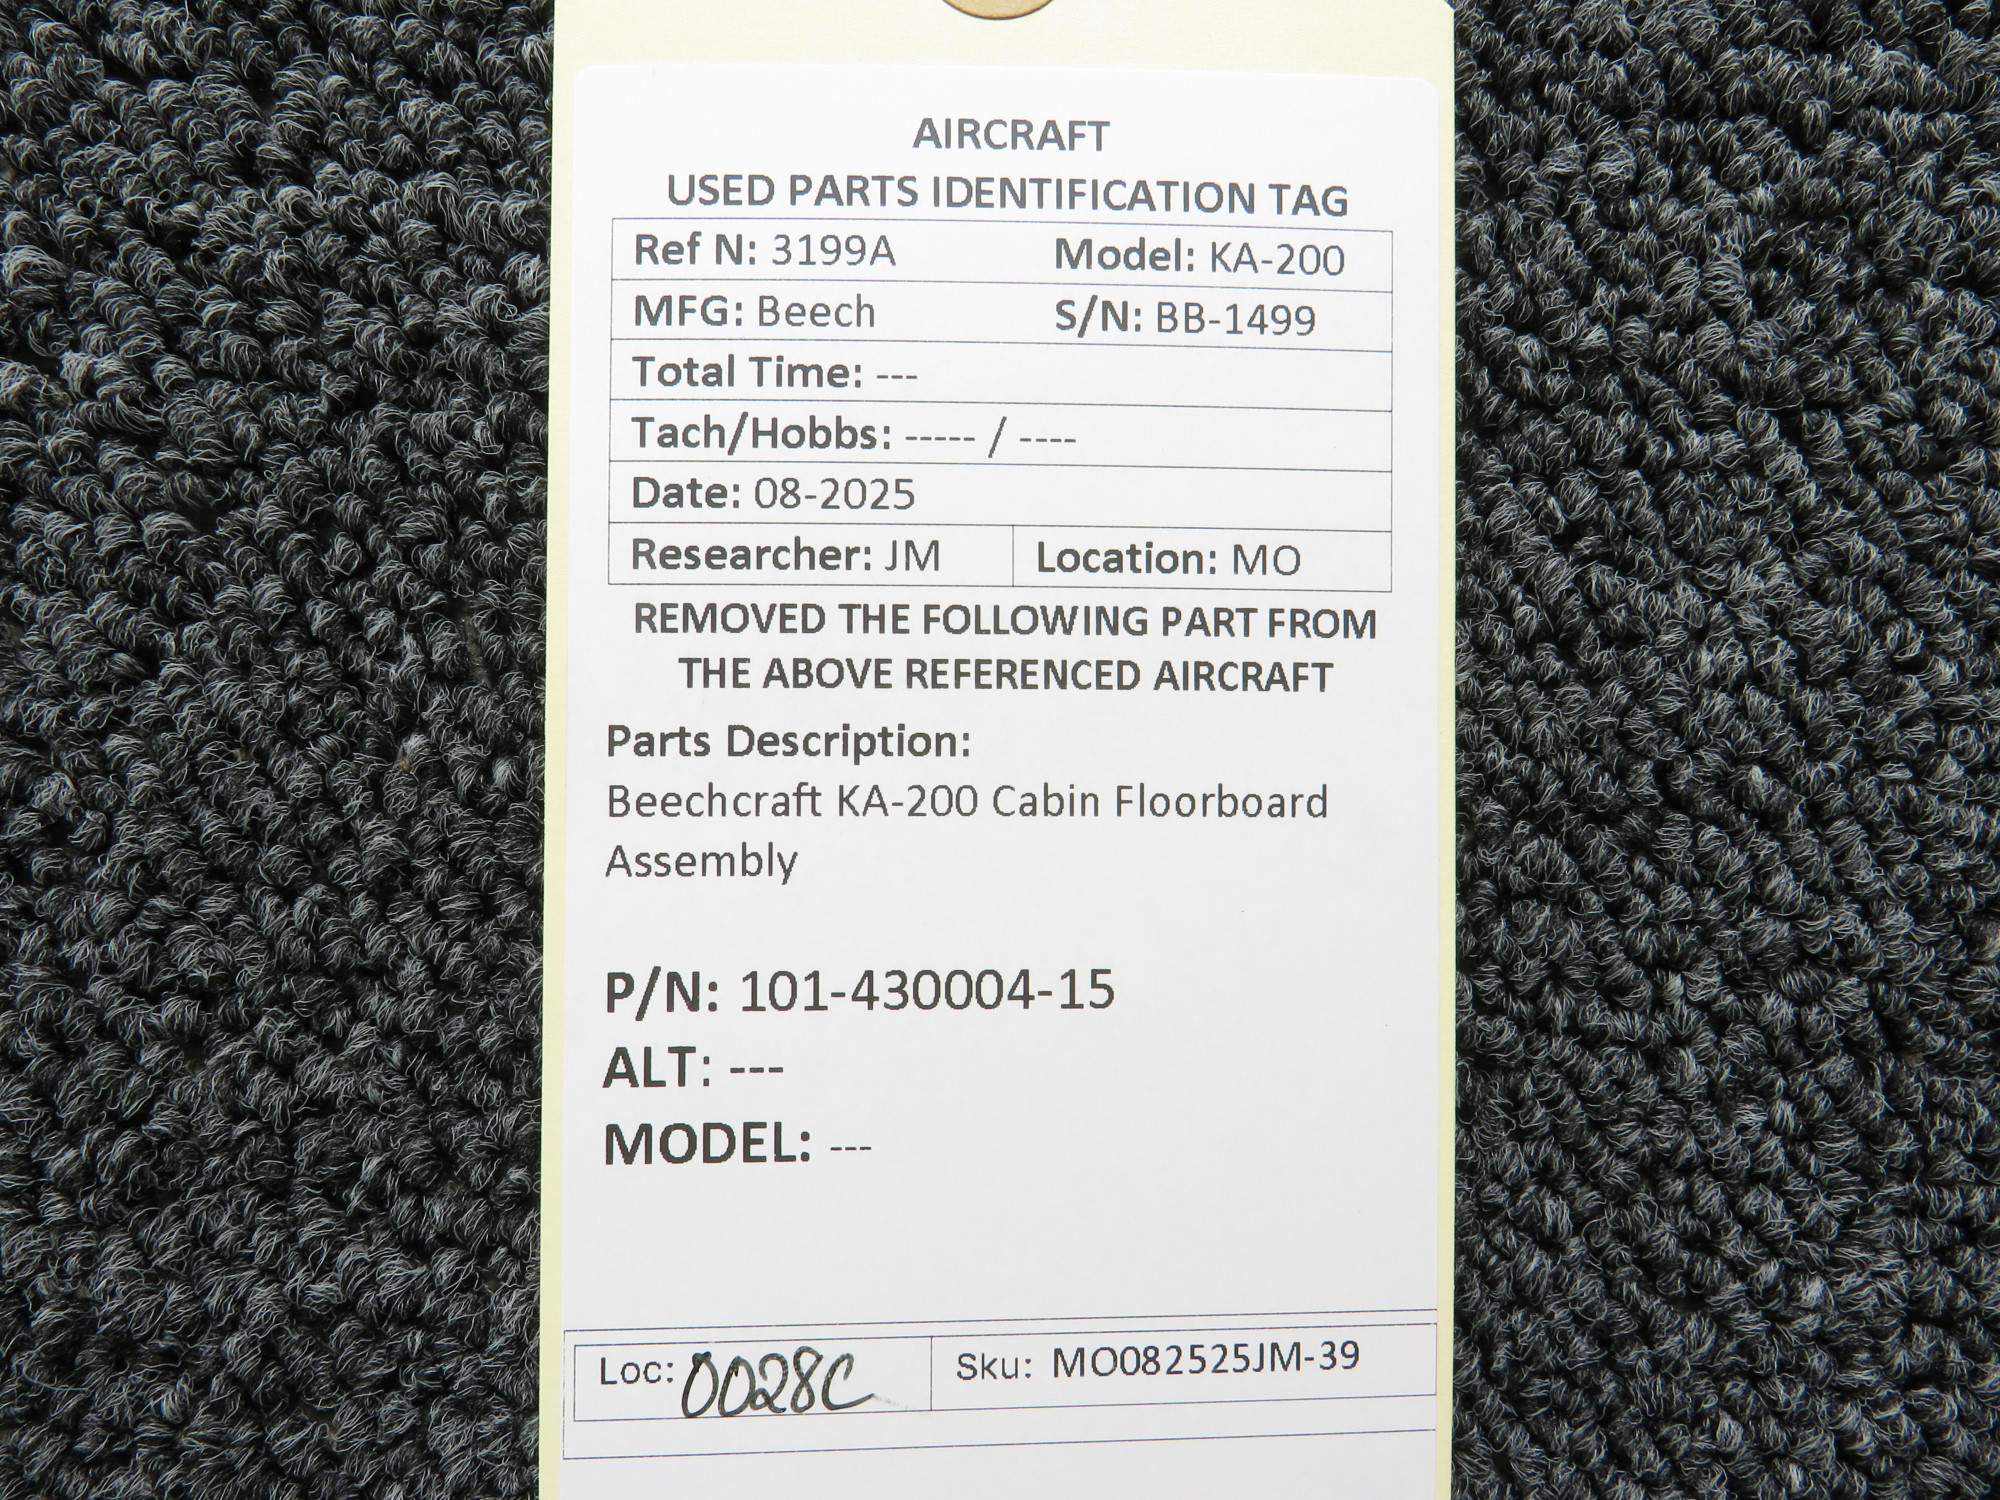 AIRCRAFT
USED PARTS IDENTIFICATION TAG
Ref N: 3199A Model: KA-200
MFG: Beech S/N: BB-1499
Total Time: ---
Tach/Hobbs: ----- / ----
Date: 08-2025
Researcher: JM Location: MO
REMOVED THE FOLLOWING PART FROM
THE ABOVE REFERENCED AIRCRAFT
Parts Description:
Beechcraft KA-200 Cabin Floorboard
Assembly
P/N: 101-430004-15
ALT: ---
MODEL: ---
Loc: 0028C Sku: MO082525JM-39